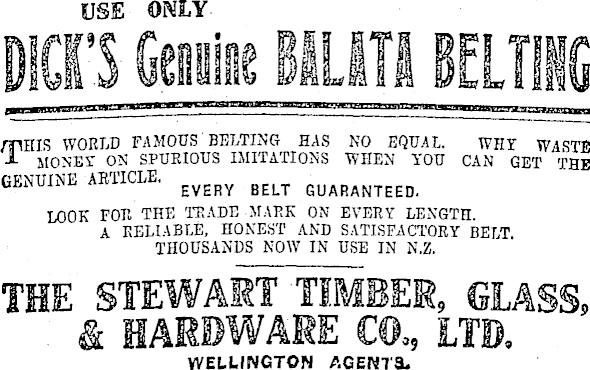 USE ONLY
DICK'S Genuine BALATA BELTING
THIS WORLD FAMOUS BELTING HAS NO EQUAL. WHY WASTE
MONEY ON SPURIOUS IMITATIONS WHEN YOU CAN GET THE
GENUINE ARTICLE.
EVERY BELT GUARANTEED.
LOOK FOR THE TRADE MARK ON EVERY LENGTH.
A RELIABLE, HONEST AND SATISFACTORY BELT.
THOUSANDS NOW IN USE IN N.Z.
THE STEWART TIMBER, GLASS,
& HARDWARE CO., LTD.
WELLINGTON AGENTS.